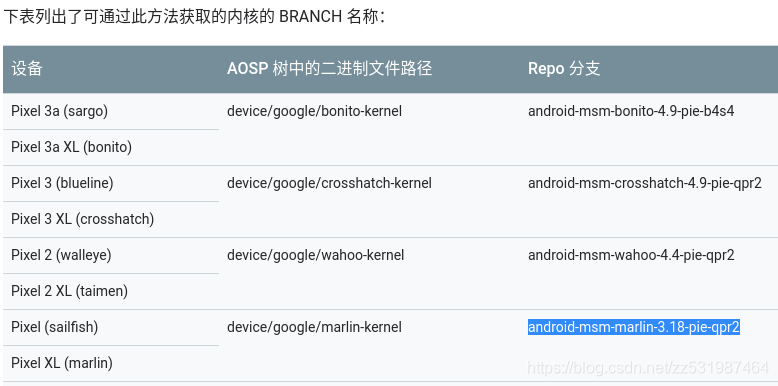 下表列出了可通过此方法获取的内核的 BRANCH 名称：
设备 AOSP 树中的二进制文件路径 Repo 分支
Pixel 3a (sargo) device/google/bonito-kernel android-msm-bonito-4.9-pie-b4s4
Pixel 3a XL (bonito)
Pixel 3 (blueline) device/google/crosshatch-kernel android-msm-crosshatch-4.9-pie-qpr2
Pixel 3 XL (crosshatch)
Pixel 2 (walleye) device/google/wahoo-kernel android-msm-wahoo-4.4-pie-qpr2
Pixel 2 XL (taimen)
Pixel (sailfish) device/google/marlin-kernel android-msm-marlin-3.18-pie-qpr2
Pixel XL (marlin)
https://blog.csdn.net/zz531987464